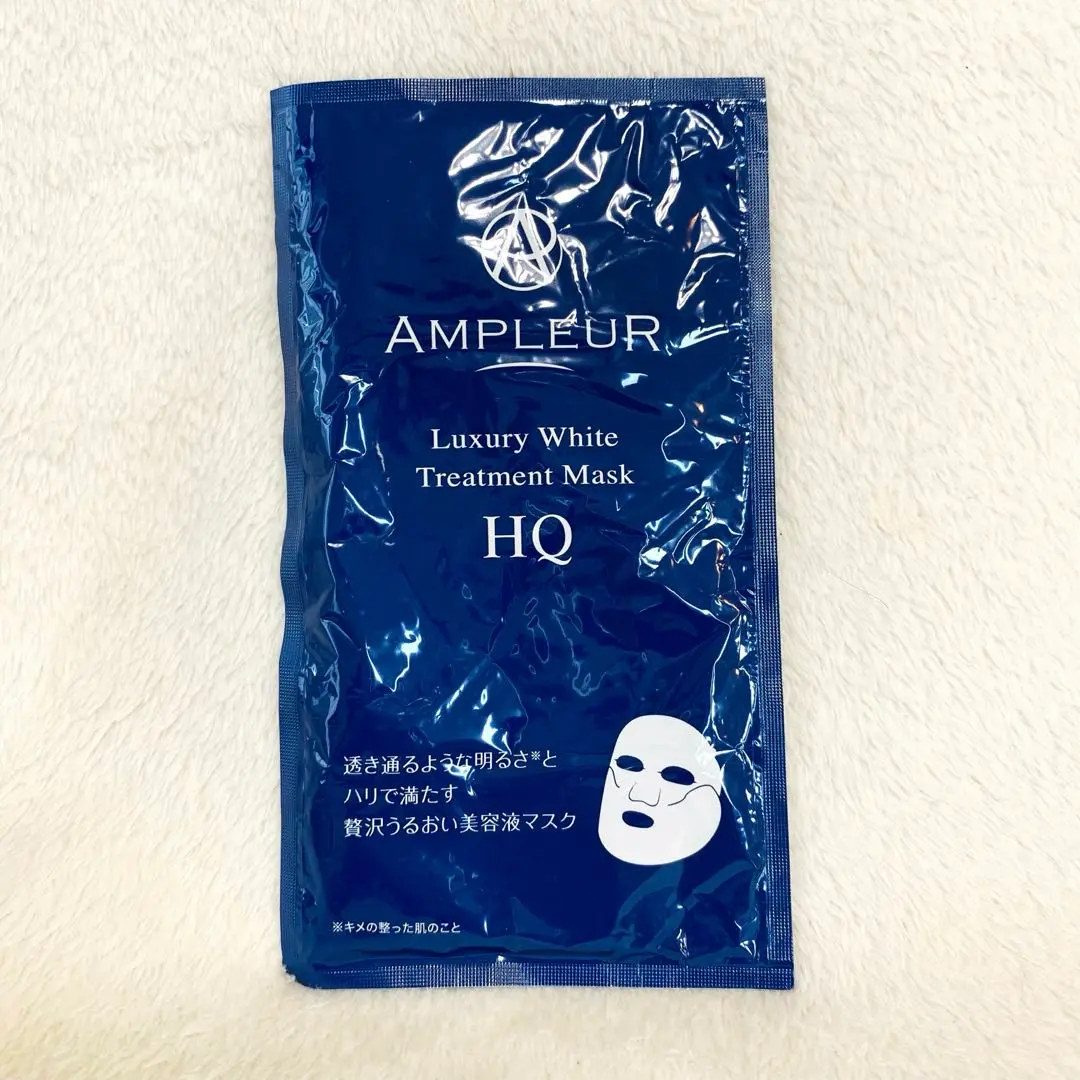 AMPLEUR
Luxury White
Treatment Mask
HQ
透き通るような明るさ※と
ハリで満たす
贅沢うるおい美容液マスク
※キメの整った肌のこと